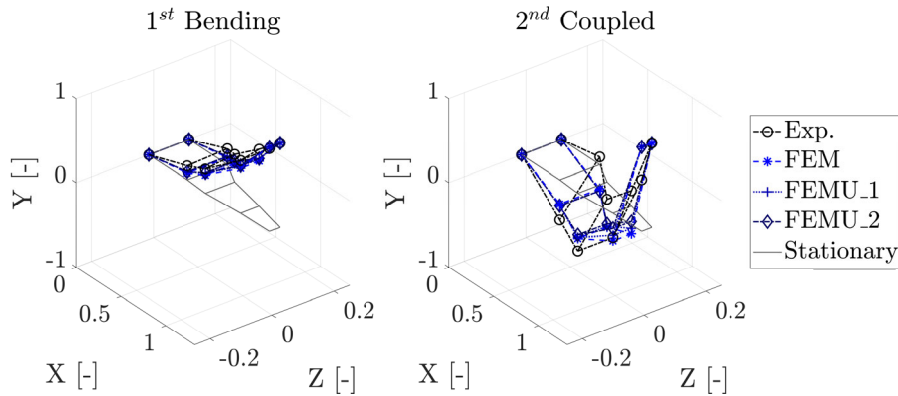 1st Bending
2nd Coupled
1
0
-1
Y [-]
0
0.5
1
X [-]
-0.2
0
0.2
Z [-]
1
0
-1
Y [-]
0
0.5
1
X [-]
-0.2
0
0.2
Z [-]
Exp.
FEM
FEMU_1
FEMU_2
Stationary